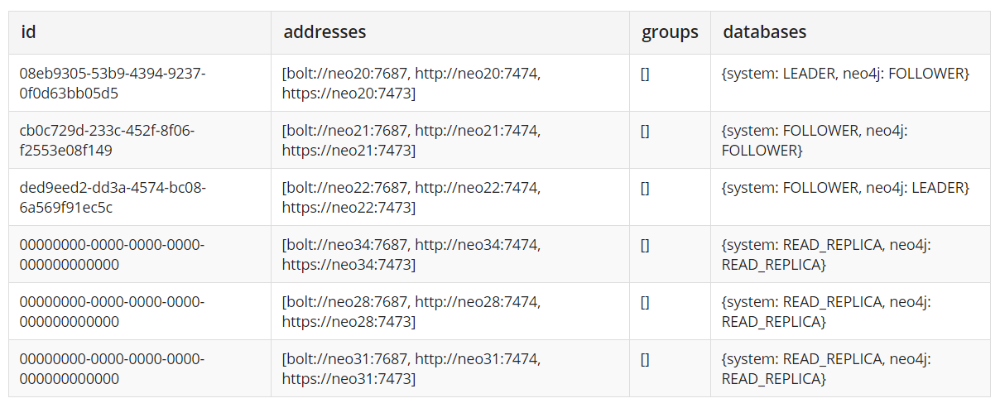 id addresses groups databases
08eb9305-53b9-4394-9237- [bolt://neo20:7687, http://neo20:7474, [] {system: LEADER, neo4j: FOLLOWER}
0f0d63bb05d5 https://neo20:7473]
cb0c729d-233c-452f-8f06- [bolt://neo21:7687, http://neo21:7474, [] {system: FOLLOWER, neo4j:
f2553e08f149 https://neo21:7473] FOLLOWER}
ded9eed2-dd3a-4574-bc08- [bolt://neo22:7687, http://neo22:7474, [] {system: FOLLOWER, neo4j: LEADER}
6a569f91ec5c https://neo22:7473]
00000000-0000-0000-0000- [bolt://neo34:7687, http://neo34:7474, [] {system: READ_REPLICA, neo4j:
000000000000 https://neo34:7473] READ_REPLICA}
00000000-0000-0000-0000- [bolt://neo28:7687, http://neo28:7474, [] {system: READ_REPLICA, neo4j:
000000000000 https://neo28:7473] READ_REPLICA}
00000000-0000-0000-0000- [bolt://neo31:7687, http://neo31:7474, [] {system: READ_REPLICA, neo4j:
000000000000 https://neo31:7473] READ_REPLICA}